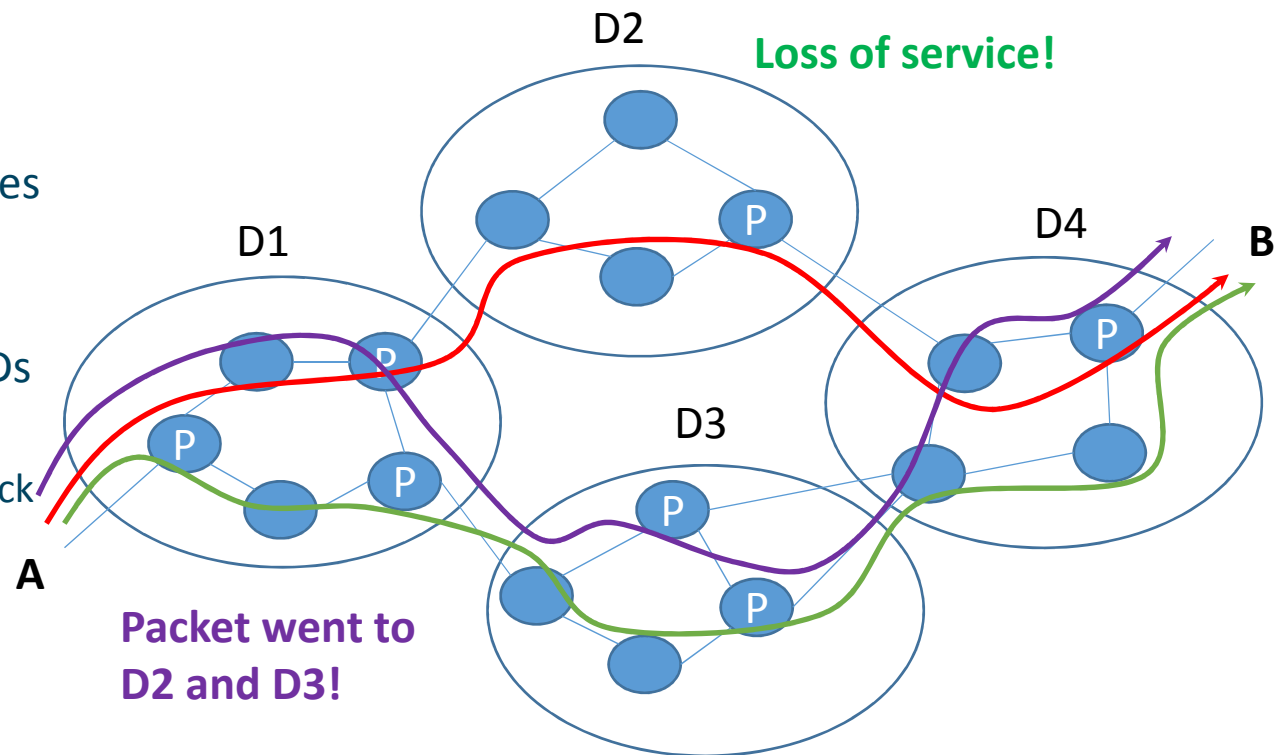 D2
Loss of service!
es
D1
D4
B
P
P
P
Ds
D3
P
P
ck
P
A
P
Packet went to
D2 and D3!